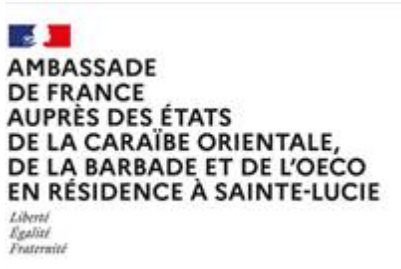 AMBASSADE
DE FRANCE
AUPRÈS DES ÉTATS
DE LA CARAÏBE ORIENTALE,
DE LA BARBADE ET DE L'OECO
EN RÉSIDENCE À SAINTE-LUCIE
Liberté
Égalité
Fraternité